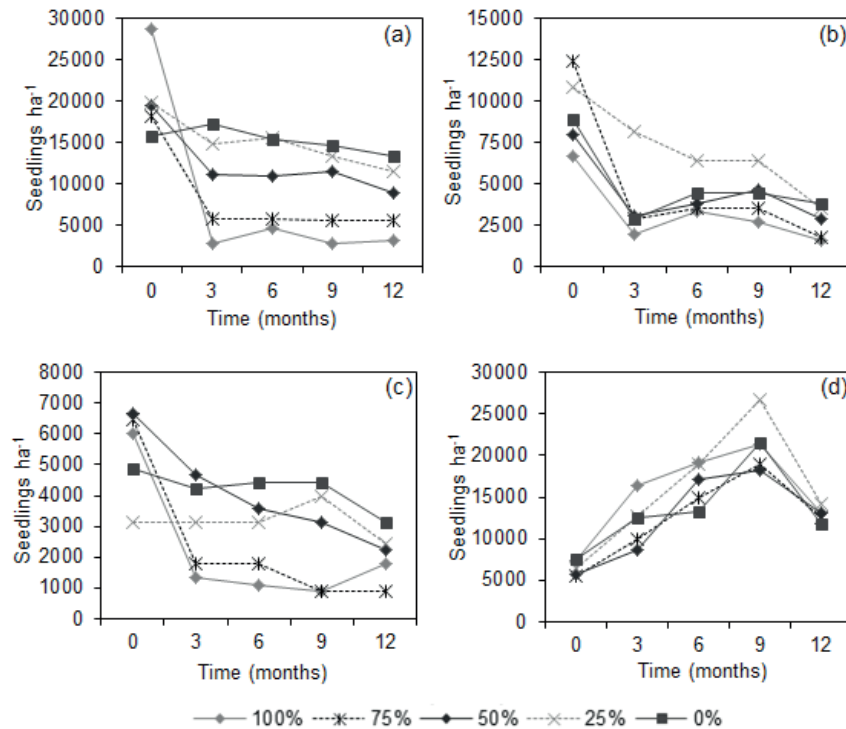 (a)
30000
25000
20000
15000
10000
5000
0
Seedlings ha⁻¹
0 3 6 9 12
Time (months)
(b)
15000
12500
10000
7500
5000
2500
0
Seedlings ha⁻¹
0 3 6 9 12
Time (months)
(c)
8000
7000
6000
5000
4000
3000
2000
1000
0
Seedlings ha⁻¹
0 3 6 9 12
Time (months)
(d)
30000
25000
20000
15000
10000
5000
0
Seedlings ha⁻¹
0 3 6 9 12
Time (months)
100% 75% 50% 25% 0%